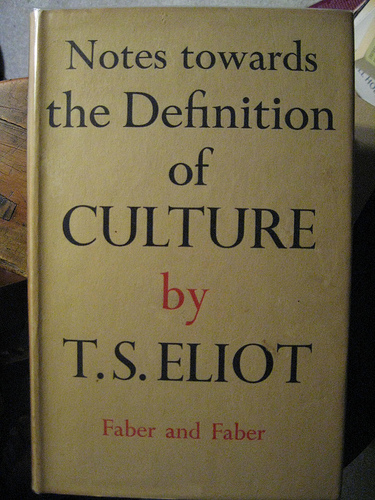 Notes towards
the Definition
of
CULTURE
by
T. S. ELIOT
Faber and Faber